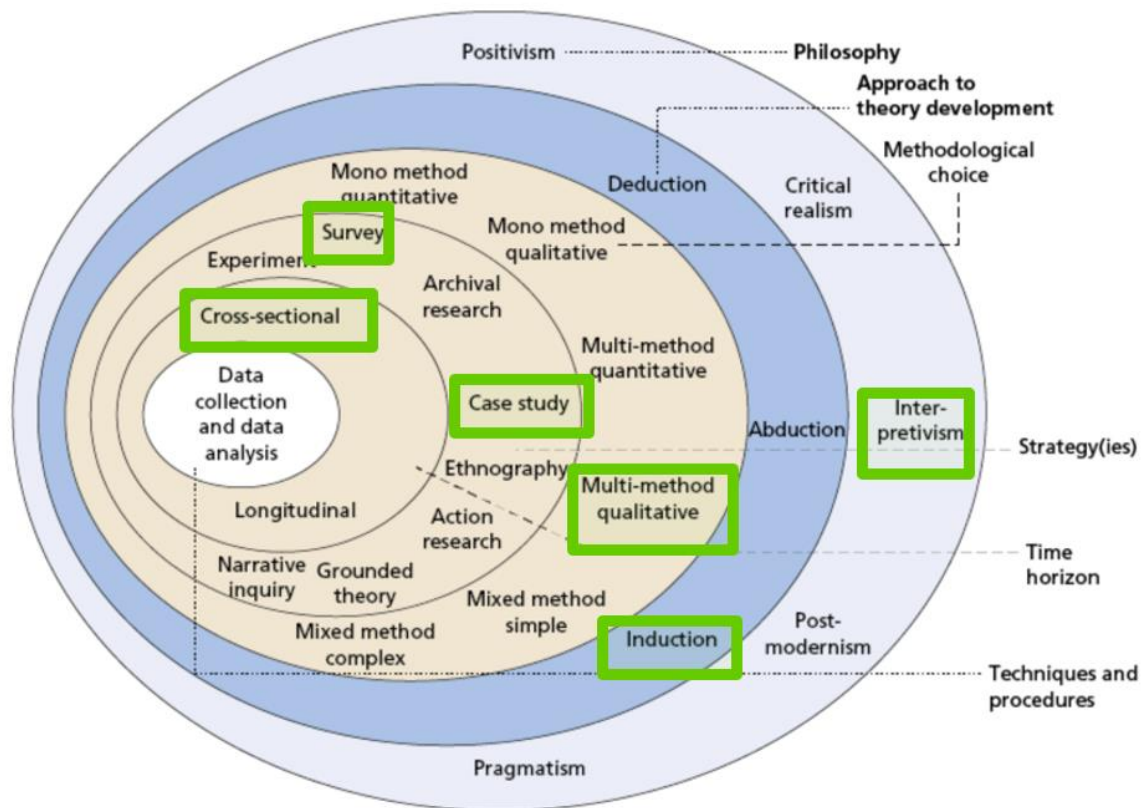 Positivism
Philosophy
Approach to
theory development
Methodological
choice
Mono method
quantitative
Deduction
Critical
realism
Survey
Mono method
qualitative
Experiment
Archival
research
Cross-sectional
Multi-method
quantitative
Data
collection
and data
analysis
Case study
Abduction
Inter-
pretivism
Strategy(ies)
Ethnography
Multi-method
qualitative
Longitudinal
Action
research
Time
horizon
Narrative
inquiry
Grounded
theory
Mixed method
simple
Mixed method
complex
Induction
Post-
modernism
Techniques and
procedures
Pragmatism